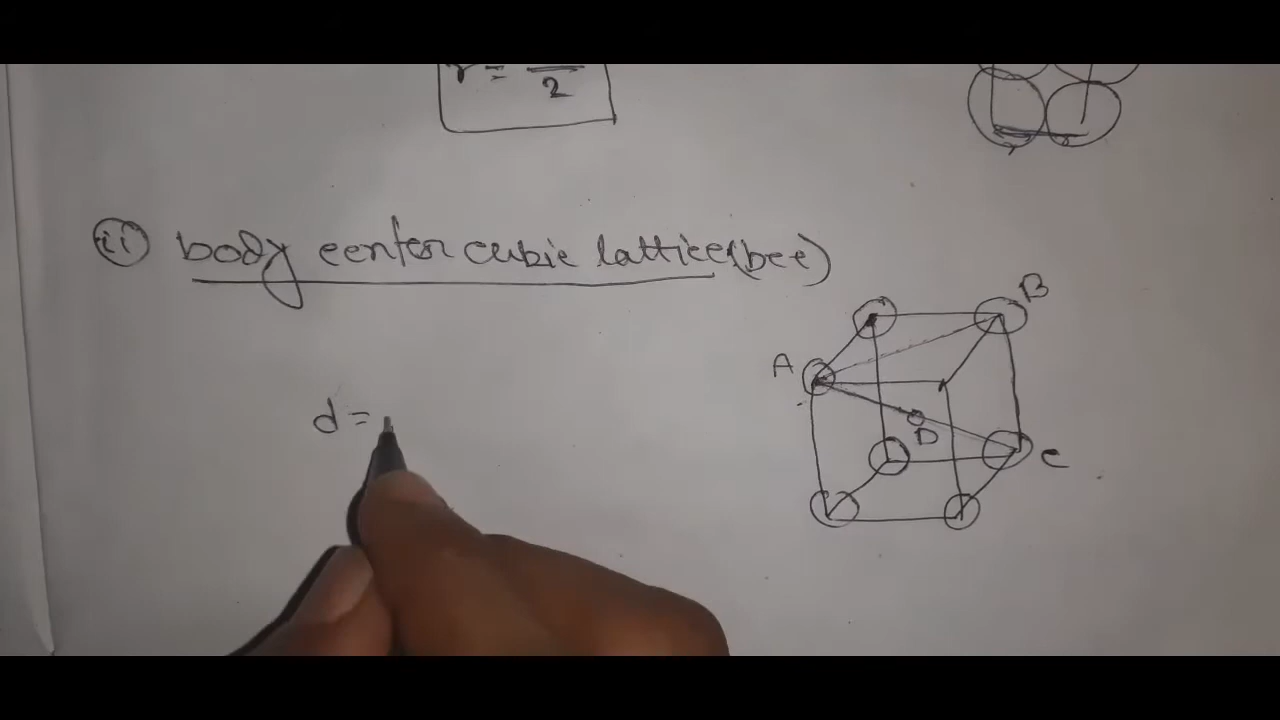 r = —
2
(ii) body center cubic lattice (bcc)
B
A
D
C
d =